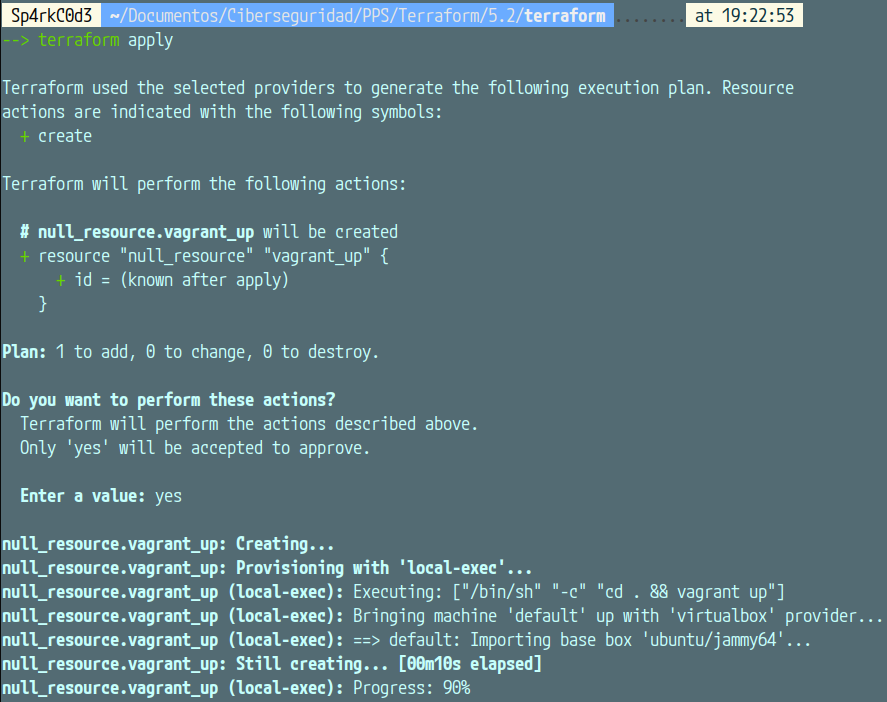 Sp4rkC0d3 ~/Documentos/Ciberseguridad/PPS/Terraform/5.2/terraform ........ at 19:22:53
--> terraform apply
Terraform used the selected providers to generate the following execution plan. Resource
actions are indicated with the following symbols:
+ create
Terraform will perform the following actions:
# null_resource.vagrant_up will be created
+ resource "null_resource" "vagrant_up" {
+ id = (known after apply)
}
Plan: 1 to add, 0 to change, 0 to destroy.
Do you want to perform these actions?
Terraform will perform the actions described above.
Only 'yes' will be accepted to approve.
Enter a value: yes
null_resource.vagrant_up: Creating...
null_resource.vagrant_up: Provisioning with 'local-exec'...
null_resource.vagrant_up (local-exec): Executing: ["/bin/sh" "-c" "cd . && vagrant up"]
null_resource.vagrant_up (local-exec): Bringing machine 'default' up with 'virtualbox' provider...
null_resource.vagrant_up (local-exec): ==> default: Importing base box 'ubuntu/jammy64'...
null_resource.vagrant_up: Still creating... [00m10s elapsed]
null_resource.vagrant_up (local-exec): Progress: 90%